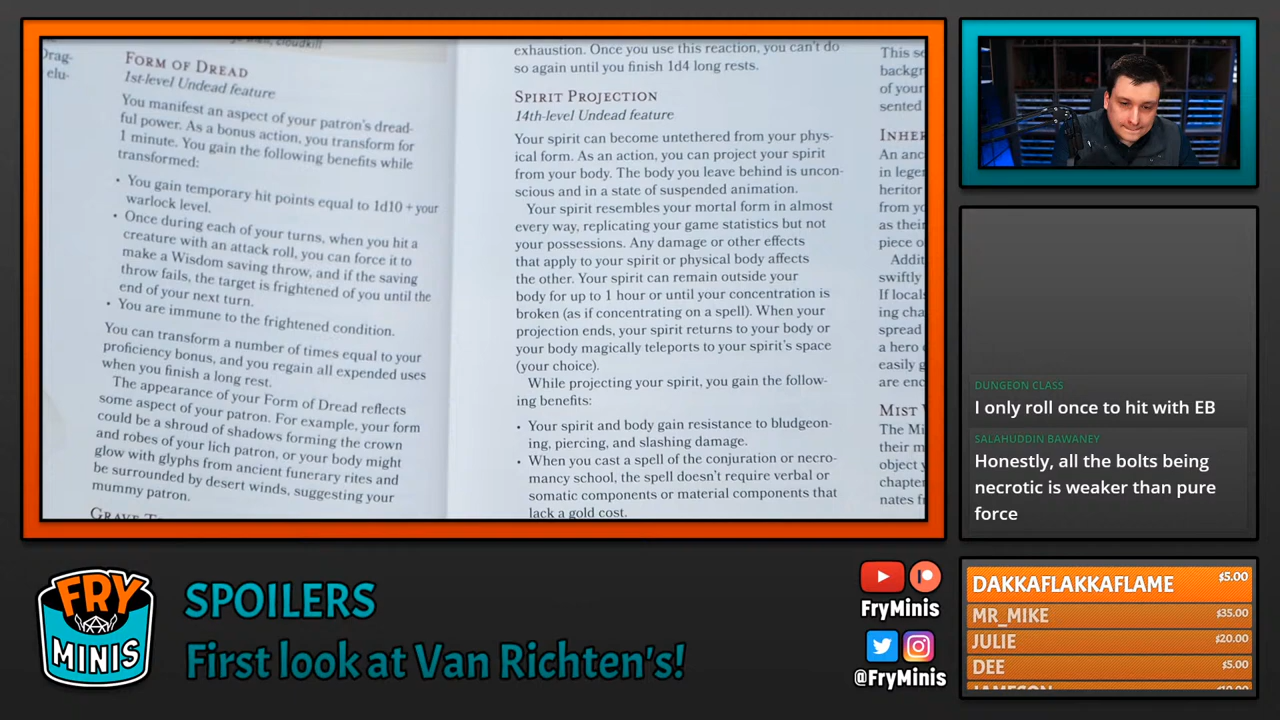 Drag-
elu-
cloudkill
FORM OF DREAD
1st-level Undead feature
You manifest an aspect of your patron's dread-
ful power. As a bonus action, you transform for
1 minute. You gain the following benefits while
transformed:
• You gain temporary hit points equal to 1d10 + your
warlock level.
• Once during each of your turns, when you hit a
creature with an attack roll, you can force it to
make a Wisdom saving throw, and if the saving
throw fails, the target is frightened of you until the
end of your next turn.
• You are immune to the frightened condition.
You can transform a number of times equal to your
proficiency bonus, and you regain all expended uses
when you finish a long rest.
The appearance of your Form of Dread reflects
some aspect of your patron. For example, your form
could be a shroud of shadows forming the crown
and robes of your lich patron, or your body might
glow with glyphs from ancient funerary rites and
be surrounded by desert winds, suggesting your
mummy patron.
GRAVE
exhaustion. Once you use this reaction, you can't do
so again until you finish 1d4 long rests.
SPIRIT PROJECTION
14th-level Undead feature
Your spirit can become untethered from your phys-
ical form. As an action, you can project your spirit
from your body. The body you leave behind is uncon-
scious and in a state of suspended animation.
Your spirit resembles your mortal form in almost
every way, replicating your game statistics but not
your possessions. Any damage or other effects
that apply to your spirit or physical body affects
the other. Your spirit can remain outside your
body for up to 1 hour or until your concentration is
broken (as if concentrating on a spell). When your
projection ends, your spirit returns to your body or
your body magically teleports to your spirit's space
(your choice).
While projecting your spirit, you gain the follow-
ing benefits:
• Your spirit and body gain resistance to bludgeon-
ing, piercing, and slashing damage.
• When you cast a spell of the conjuration or necro-
mancy school, the spell doesn't require verbal or
somatic components or material components that
lack a gold cost.
This se
backgr
of your
sented
INHER
An anc
in leger
heritor
from yo
as their
piece o
Addit
swiftly
If locals
ing cha
spread
a hero
easily g
are enc
MIST
The Mi
their m
object
chapter
nates f
DUNGEON CLASS
I only roll once to hit with EB
SALAHUDDIN BAWANEY
Honestly, all the bolts being
necrotic is weaker than pure
force
FRY
MINIS
SPOILERS
First look at Van Richten's!
FryMinis
@FryMinis
DAKKAFLAKKAFLAME $5.00
MR_MIKE $35.00
JULIE $20.00
DEE $5.00
JAMESON $10.00